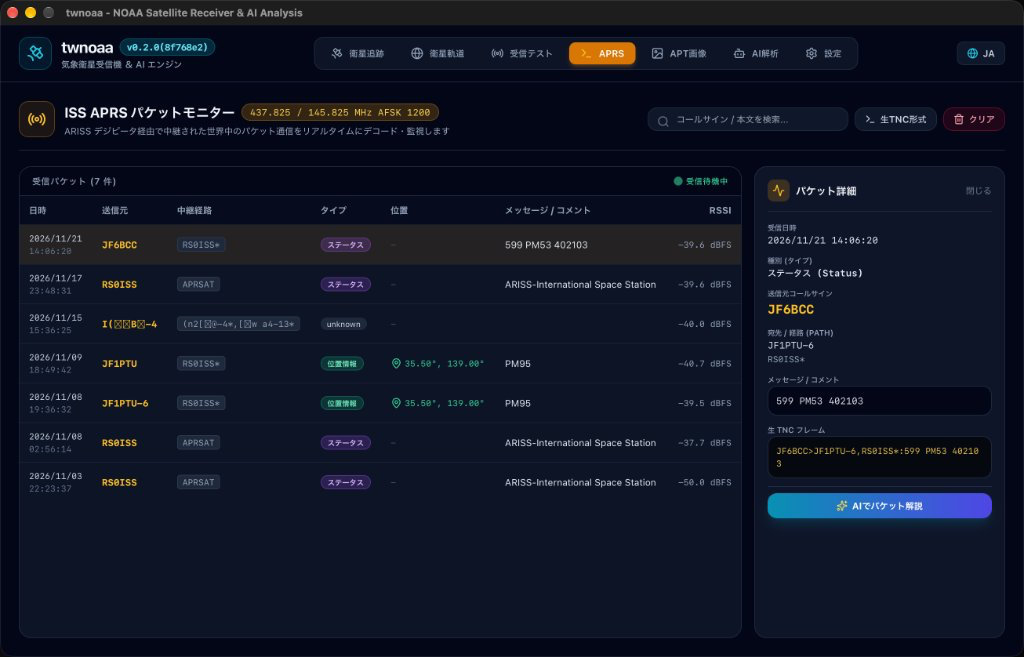 twnoaa - NOAA Satellite Receiver & AI Analysis
twnoaa v0.2.0(8f768e2)
気象衛星受信機 & AI エンジン
衛星追跡 衛星軌道 受信テスト APRS APT画像 AI解析 設定
JA
ISS APRS パケットモニター 437.825 / 145.825 MHz AFSK 1200
ARISS デジピータ経由で中継された世界中のパケット通信をリアルタイムにデコード・監視します
コールサイン / 本文を検索...
生TNC形式
クリア
受信パケット (7 件) 受信待機中
日時 送信元 中継経路 タイプ 位置 メッセージ / コメント RSSI
2026/11/21
14:06:20
JF6BCC RS0ISS* ステータス – 599 PM53 402103 -39.6 dBFS
2026/11/17
23:48:31
RS0ISS APRSAT ステータス – ARISS-International Space Station -39.6 dBFS
2026/11/15
15:36:25
unknown – -40.0 dBFS
2026/11/09
18:49:42
JF1PTU RS0ISS* 位置情報 35.50°, 139.00° PM95 -40.7 dBFS
2026/11/08
19:36:32
JF1PTU-6 RS0ISS* 位置情報 35.50°, 139.00° PM95 -39.5 dBFS
2026/11/08
02:56:14
RS0ISS APRSAT ステータス – ARISS-International Space Station -37.7 dBFS
2026/11/03
22:23:37
RS0ISS APRSAT ステータス – ARISS-International Space Station -50.0 dBFS
パケット詳細 閉じる
受信日時
2026/11/21 14:06:20
種別 (タイプ)
ステータス (Status)
送信元コールサイン
JF6BCC
宛先 / 経路 (PATH)
JF1PTU-6
RS0ISS*
メッセージ / コメント
599 PM53 402103
生 TNC フレーム
JF6BCC>JF1PTU-6,RS0ISS*:599 PM53 40210
3
AIでパケット解説